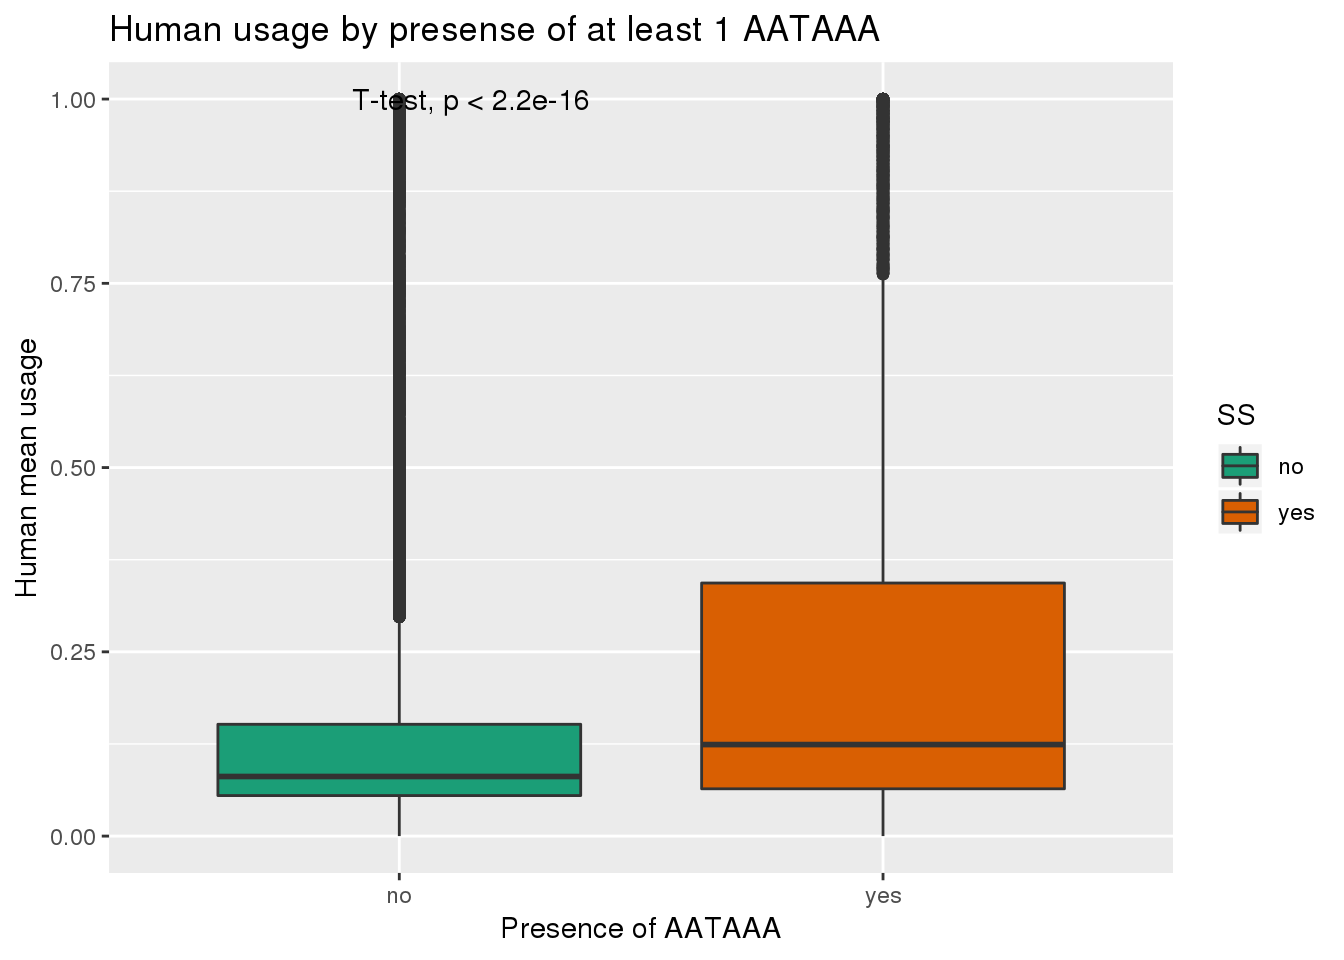 Human usage by presense of at least 1 AATAAA
T-test, p < 2.2e-16
1.00
0.75
0.50
0.25
0.00
Human mean usage
no
yes
Presence of AATAAA
SS
no
yes